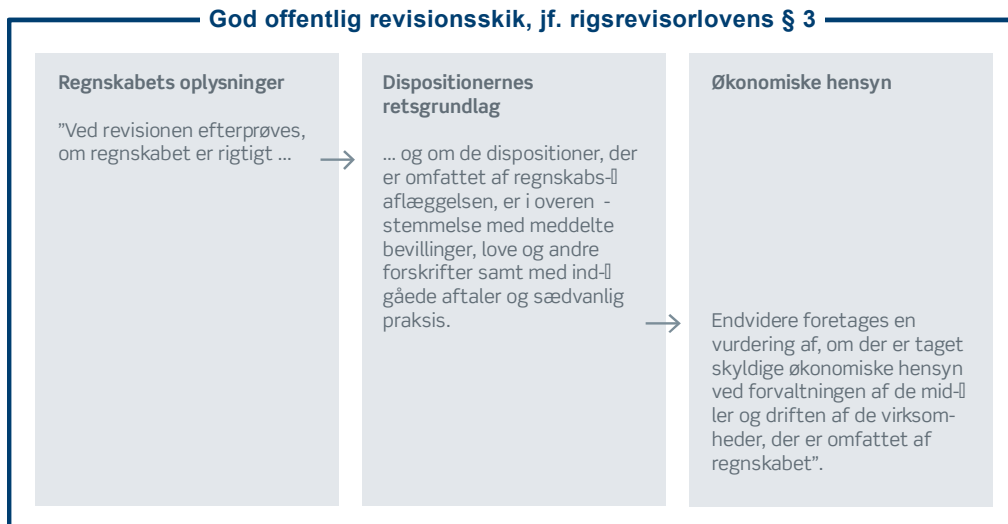 God offentlig revisionsskik, jf. rigsrevisorlovens § 3
Regnskabets oplysninger
”Ved revisionen efterprøves,
om regnskabet er rigtigt ...
Dispositionernes
retsgrundlag
... og om de dispositioner, der
er omfattet af regnskabs-
aflæggelsen, er i overen -
stemmelse med meddelte
bevillinger, love og andre
forskrifter samt med ind-
gåede aftaler og sædvanlig
praksis.
Økonomiske hensyn
Endvidere foretages en
vurdering af, om der er taget
skyldige økonomiske hensyn
ved forvaltningen af de mid-
ler og driften af de virksom-
heder, der er omfattet af
regnskabet”.